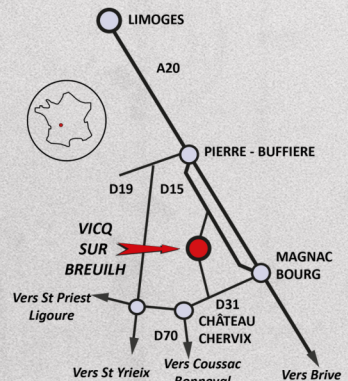 LIMOGES
A20
PIERRE - BUFFIERE
D19
D15
VICQ
SUR
BREUILH
MAGNAC
BOURG
Vers St Priest
Ligoure
D31
CHÂTEAU
CHERVIX
D70
Vers St Yrieix
Vers Coussac
Bonneval
Vers Brive